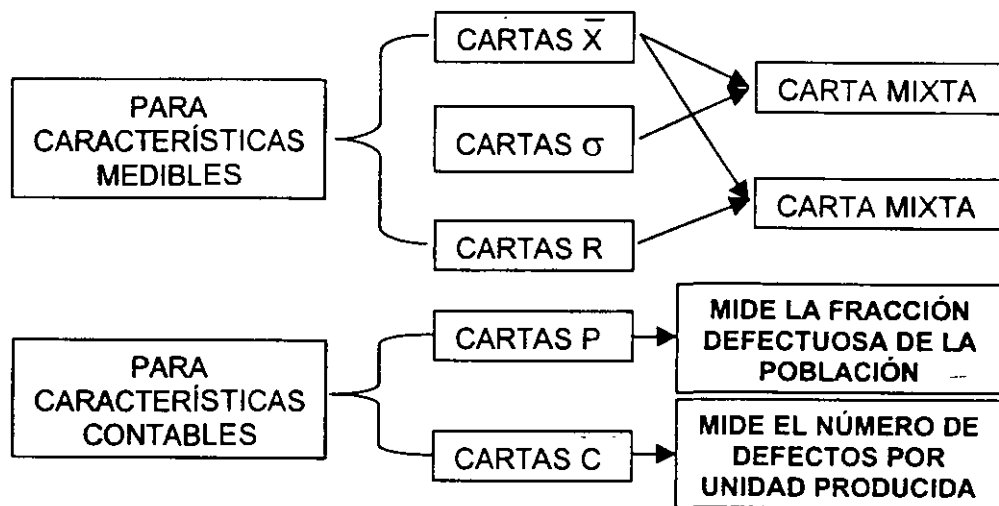 PARA
CARACTERÍSTICAS
MEDIBLES
CARTAS X̄
CARTAS σ
CARTAS R
CARTA MIXTA
CARTA MIXTA
PARA
CARACTERÍSTICAS
CONTABLES
CARTAS P
CARTAS C
MIDE LA FRACCIÓN
DEFECTUOSA DE LA
POBLACIÓN
MIDE EL NÚMERO DE
DEFECTOS POR
UNIDAD PRODUCIDA